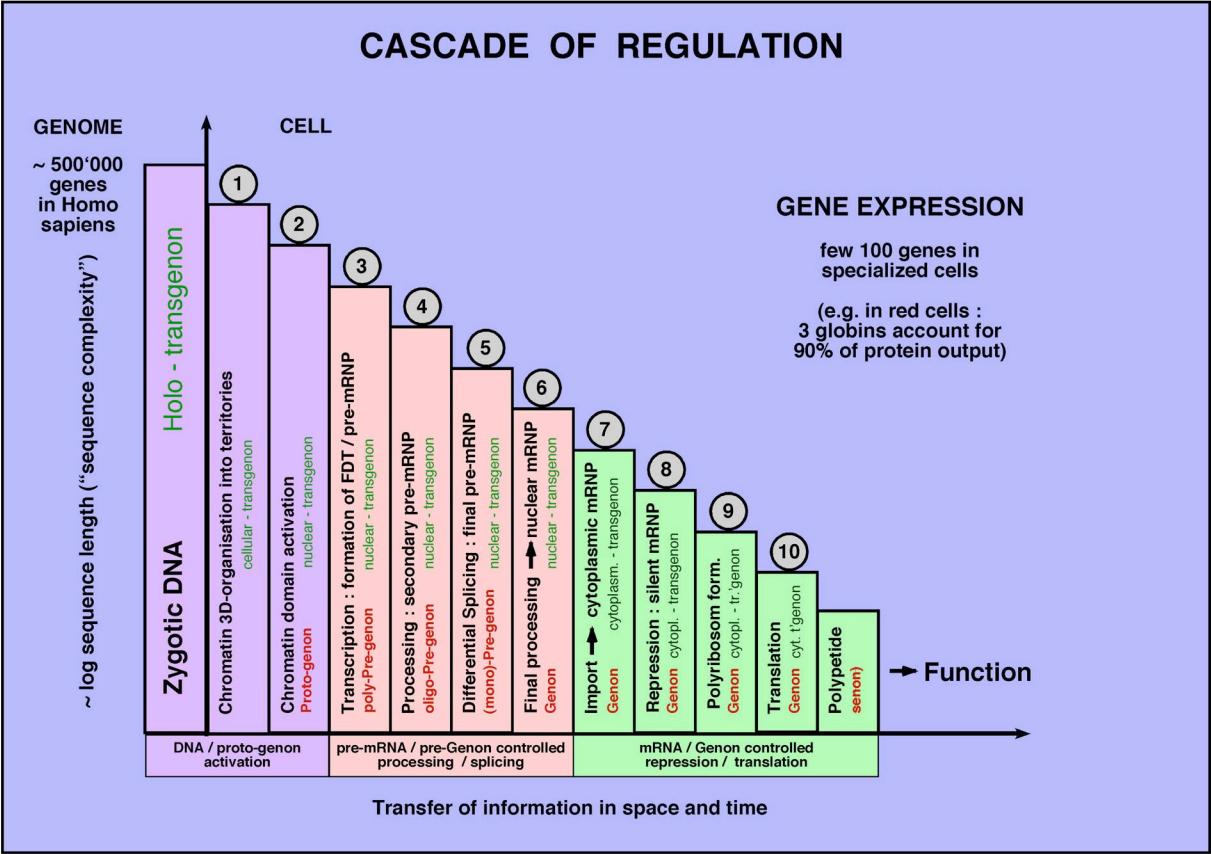 CASCADE OF REGULATION
GENOME
CELL
~ 500‘000
genes
in Homo
sapiens
~ log sequence length (“sequence complexity”)
GENE EXPRESSION
few 100 genes in
specialized cells
(e.g. in red cells :
3 globins account for
90% of protein output)
Zygotic DNA
Holo - transgenon
1
Chromatin 3D-organisation into territories
cellular - transgenon
2
Chromatin domain activation
Proto-genon
nuclear - transgenon
3
Transcription : formation of FDT / pre-mRNP
poly-Pre-genon
nuclear - transgenon
4
Processing : secondary pre-mRNP
oligo-Pre-genon
nuclear - transgenon
5
Differential Splicing : final pre-mRNP
(mono)-Pre-genon
nuclear - transgenon
6
Final processing → nuclear mRNP
Genon
nuclear - transgenon
7
Import → cytoplasmic mRNP
Genon
cytoplasm. - transgenon
8
Repression : silent mRNP
Genon
cytopl. - transgenon
9
Polyribosom form.
Genon
cytopl. - tr.'genon
10
Translation
Genon
cyt. t'genon
Polypetide
senon)
→ Function
DNA / proto-genon
activation
pre-mRNA / pre-Genon controlled
processing / splicing
mRNA / Genon controlled
repression / translation
Transfer of information in space and time